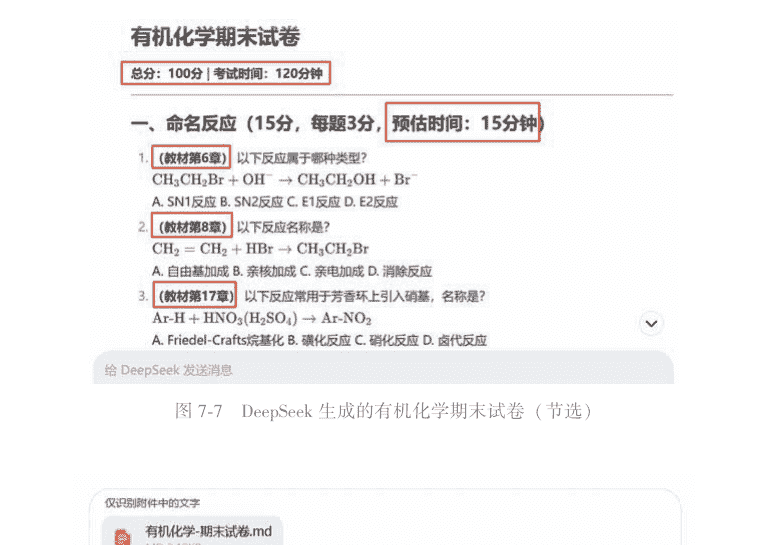 有机化学期末试卷
总分：100分 | 考试时间：120分钟
一、命名反应（15分，每题3分，预估时间：15分钟）
1. （教材第6章） 以下反应属于哪种类型？
CH₃CH₂Br + OH⁻ → CH₃CH₂OH + Br⁻
A. SN1反应 B. SN2反应 C. E1反应 D. E2反应
2. （教材第8章） 以下反应名称是？
CH₂ = CH₂ + HBr → CH₃CH₂Br
A. 自由基加成 B. 亲核加成 C. 亲电加成 D. 消除反应
3. （教材第17章） 以下反应常用于芳香环上引入硝基，名称是？
Ar-H + HNO₃(H₂SO₄) → Ar-NO₂
A. Friedel-Crafts烷基化 B. 磺化反应 C. 硝化反应 D. 卤代反应
给 DeepSeek 发送消息
图 7-7 DeepSeek 生成的有机化学期末试卷（节选）
仅识别附件中的文字
有机化学-期末试卷.md